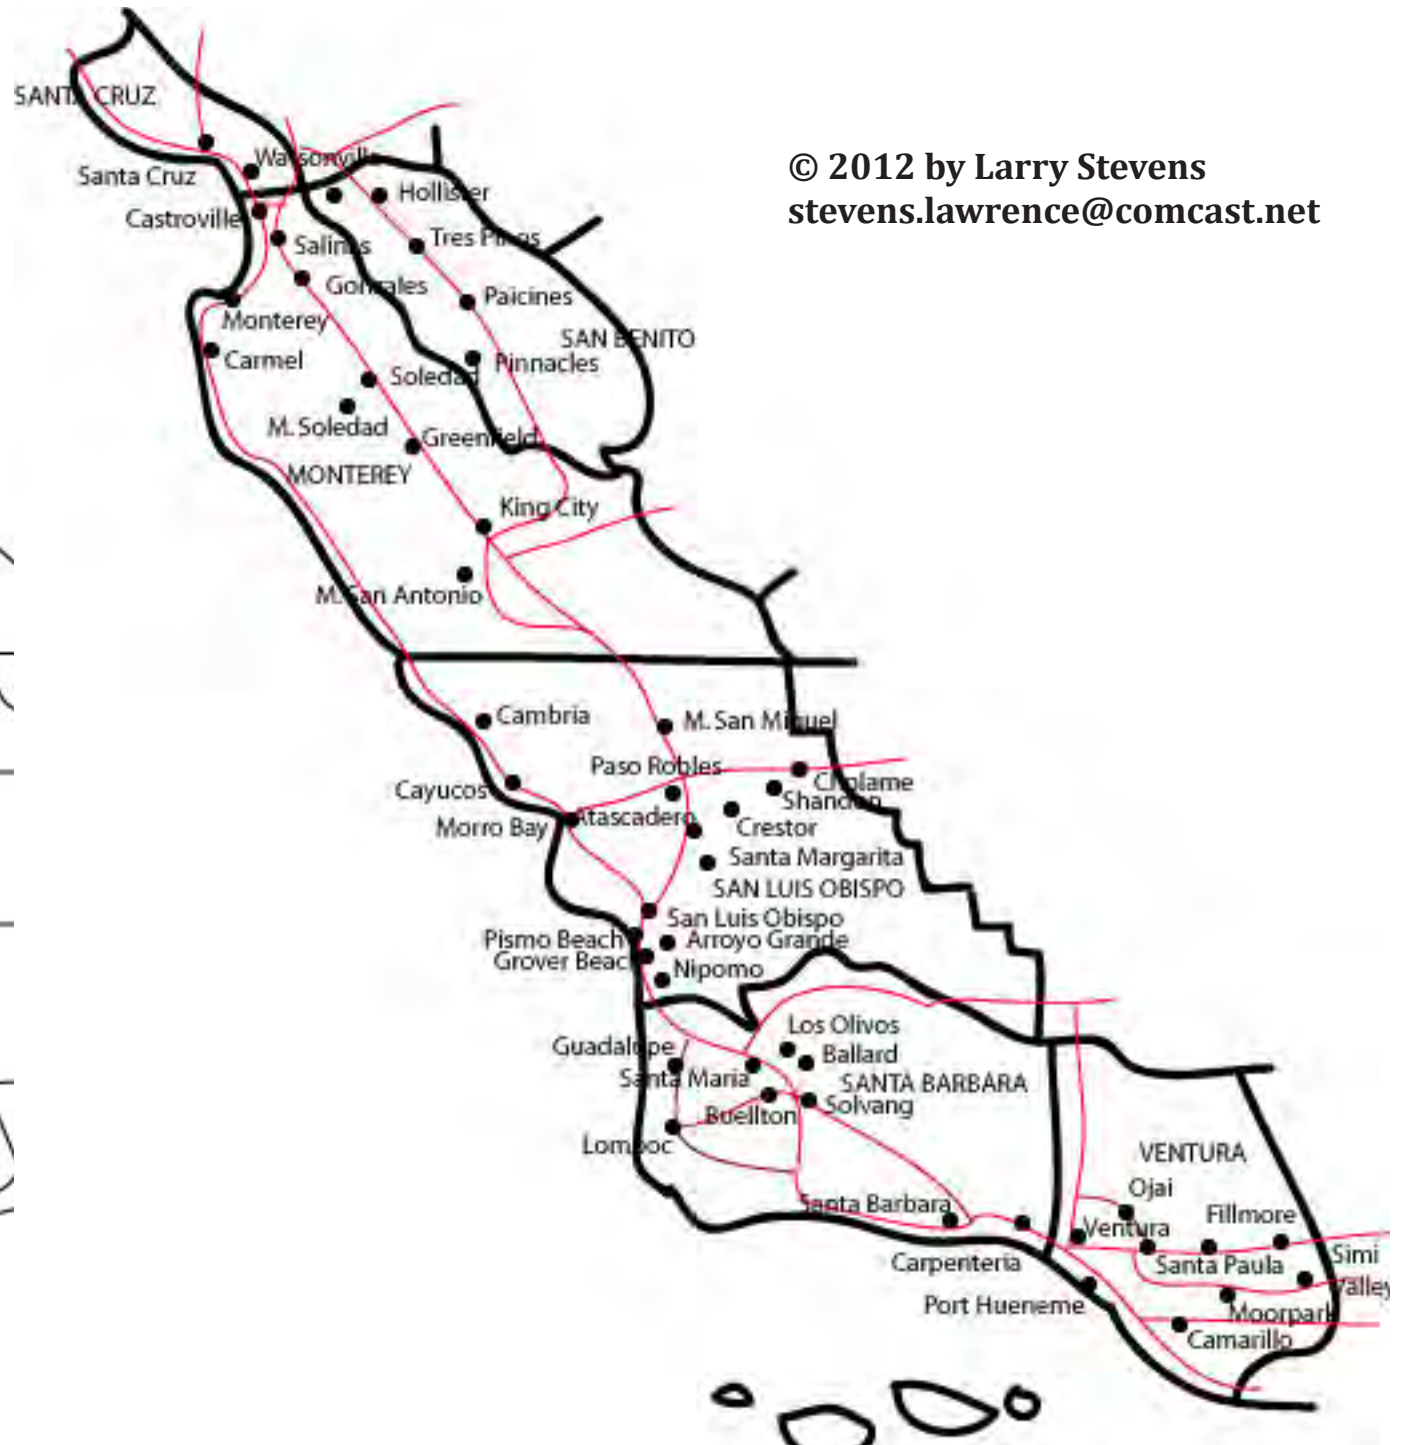 SANTA CRUZ
© 2012 by Larry Stevens
stevens.lawrence@comcast.net
Watsonville
Santa Cruz
Hollister
Castroville
Salinas
Tres Pinos
Gonzales
Paicines
Monterey
SAN BENITO
Carmel
Pinnacles
Soledad
M. Soledad
Greenfield
MONTEREY
King City
M. San Antonio
Cambria
M. San Miguel
Paso Robles
Cholame
Cayucos
Shandon
Atascadero
Morro Bay
Crestor
Santa Margarita
SAN LUIS OBISPO
San Luis Obispo
Pismo Beach
Arroyo Grande
Grover Beach
Nipomo
Los Olivos
Guadalupe
Ballard
Santa Maria
SANTA BARBARA
Solvang
Buellton
Lompoc
VENTURA
Ojai
Santa Barbara
Fillmore
Ventura
Simi
Valley
Carpenteria
Santa Paula
Port Hueneme
Moorpark
Camarillo